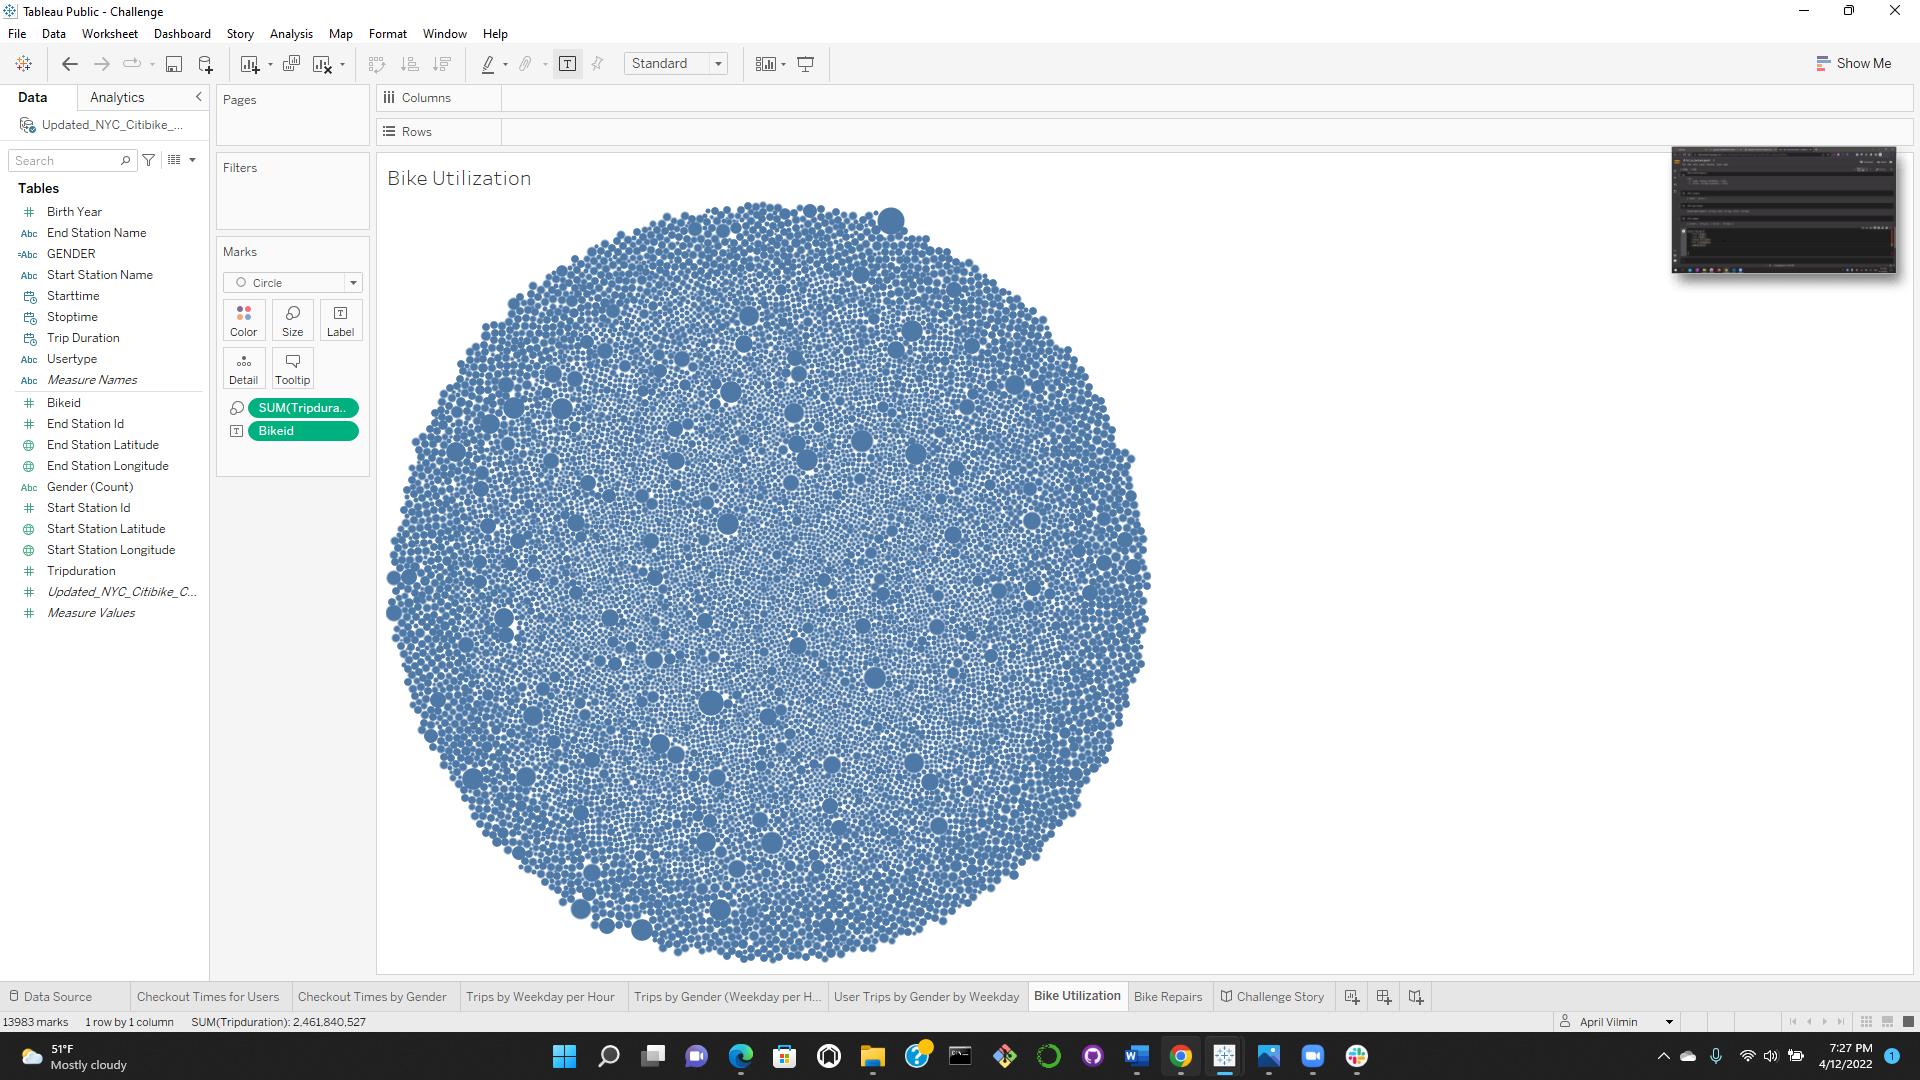 Tableau Public - Challenge
File Data Worksheet Dashboard Story Analysis Map Format Window Help
Standard
Show Me
Data Analytics
Updated_NYC_Citibike_...
Search
Tables
Birth Year
Abc End Station Name
=Abc GENDER
Abc Start Station Name
Starttime
Stoptime
Trip Duration
Abc Usertype
Abc Measure Names
Bikeid
End Station Id
End Station Latitude
End Station Longitude
Abc Gender (Count)
Start Station Id
Start Station Latitude
Start Station Longitude
Tripduration
Updated_NYC_Citibike_C...
Measure Values
Pages
Filters
Marks
Circle
Color Size Label
Detail Tooltip
SUM(Tripdura..
Bikeid
Columns
Rows
Bike Utilization
Data Source Checkout Times for Users Checkout Times by Gender Trips by Weekday per Hour Trips by Gender (Weekday per H... User Trips by Gender by Weekday Bike Utilization Bike Repairs Challenge Story
13983 marks 1 row by 1 column SUM(Tripduration): 2,461,840,527 April Vilmin
51°F
Mostly cloudy
7:27 PM
4/12/2022
1